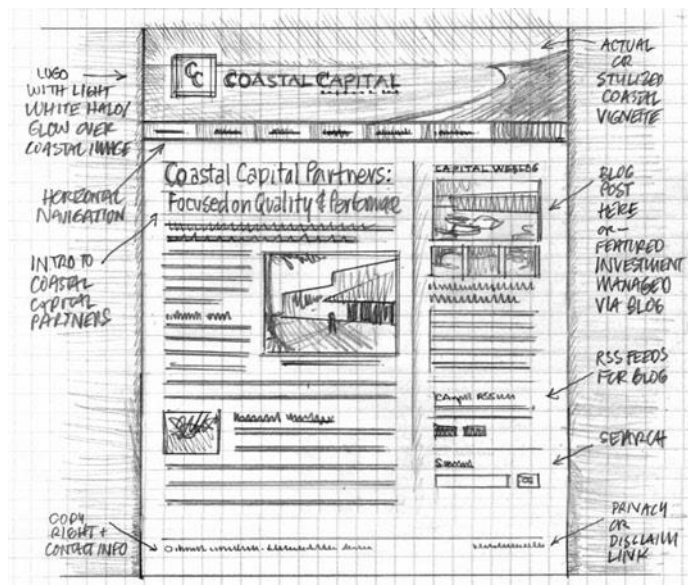 LOGO
WITH LIGHT
WHITE HALO/
GLOW OVER
COASTAL IMAGE
HORIZONTAL
NAVIGATION
INTRO TO
COASTAL
CAPITAL
PARTNERS
COPY
RIGHT +
CONTACT INFO
CC
COASTAL CAPITAL
Coastal Capital Partners:
Focused on Quality &
CAPITAL WEBLOG
Search
ACTUAL
OR
STYLIZED
COASTAL
VIGNETTE
BLOG
POST
HERE
OR—
FEATURED
INVESTMENT
MANAGED
VIA BLOG
RSS FEEDS
FOR BLOG
SEARCH
PRIVACY
OR
DISCLAIM
LINK